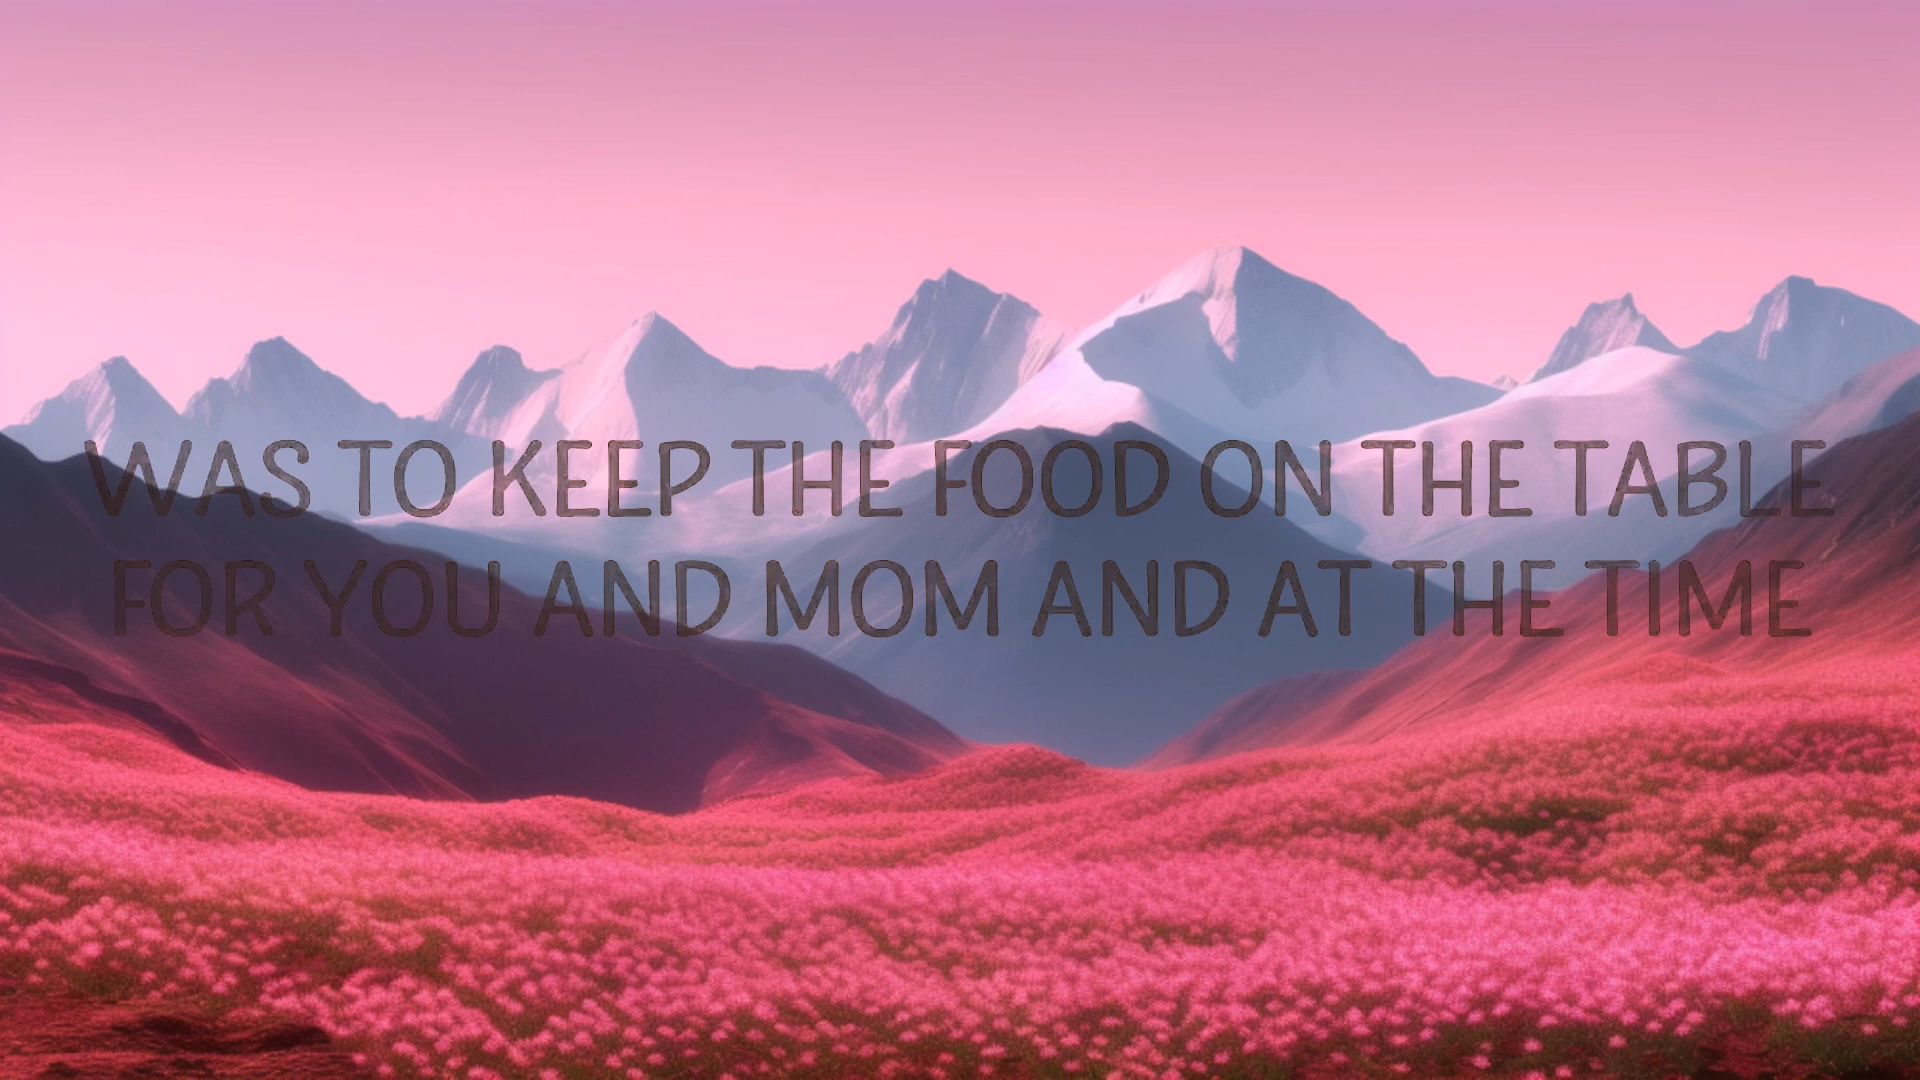 WAS TO KEEP THE FOOD ON THE TABLE
FOR YOU AND MOM AND AT THE TIME